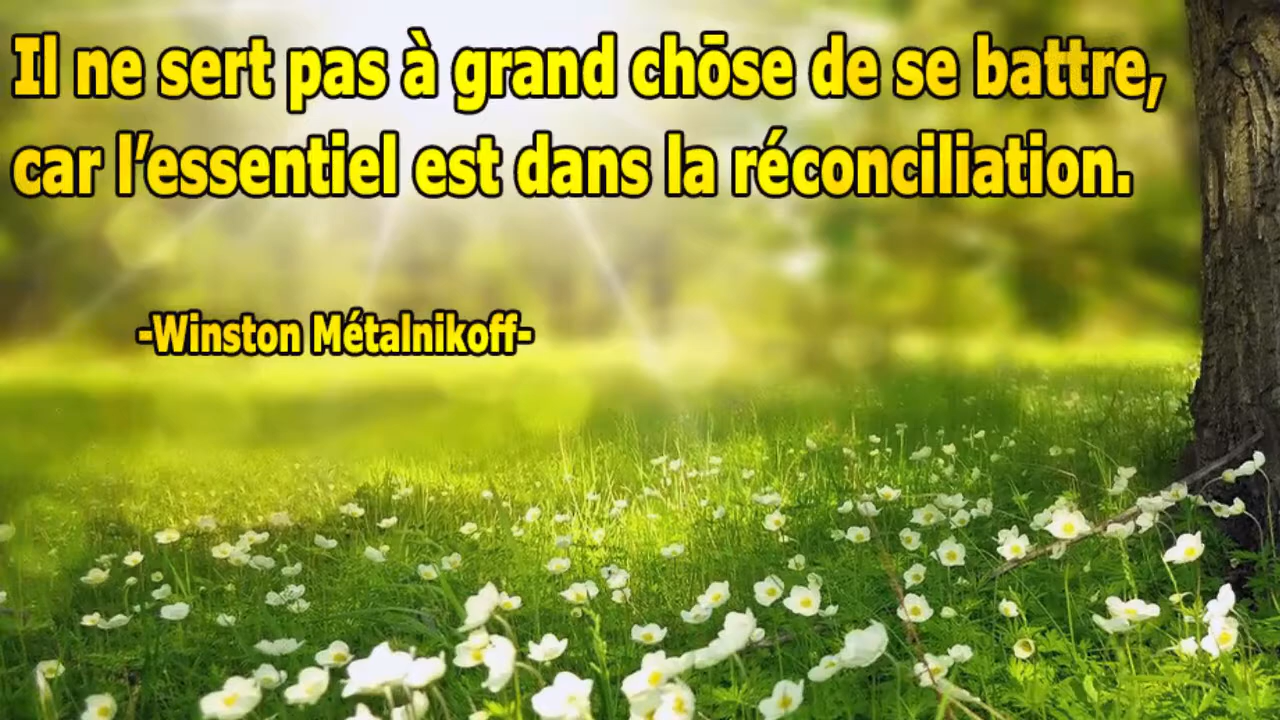 Il ne sert pas à grand chōse de se battre,
car l’essentiel est dans la réconciliation.
-Winston Métalnikoff-